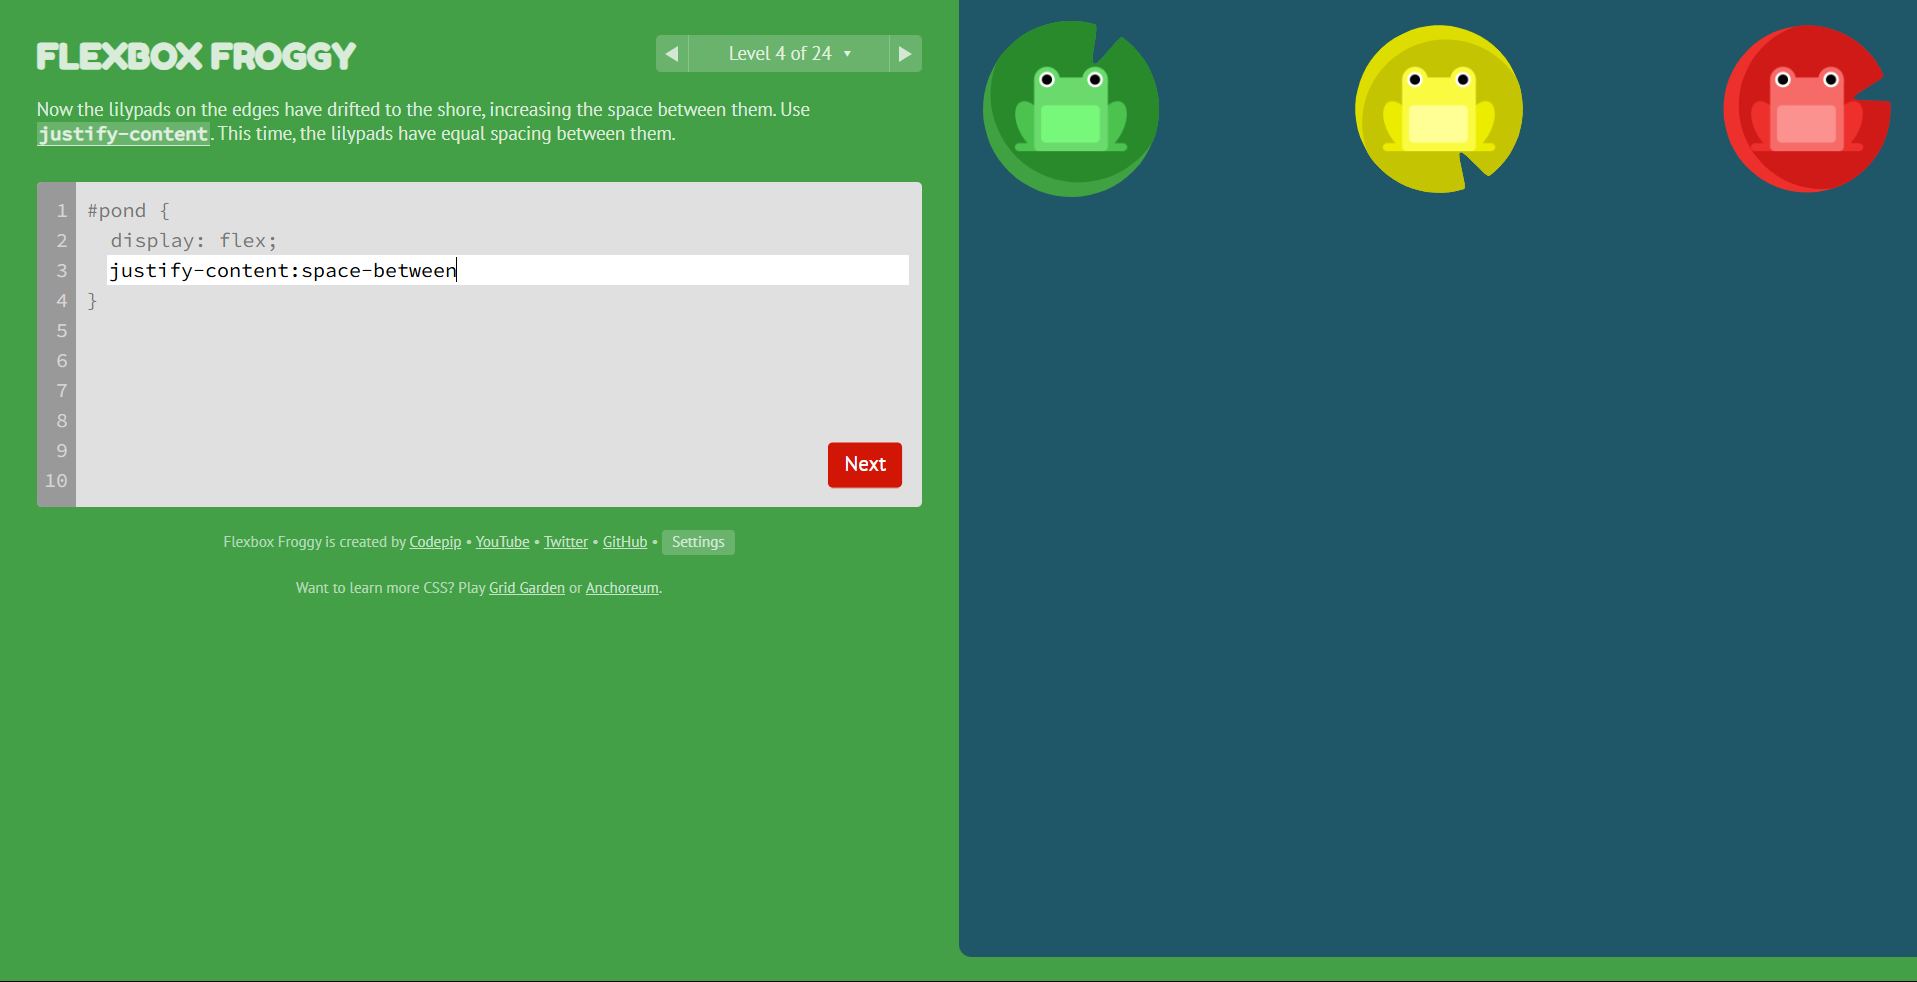 FLEXBOX FROGGY
◀ Level 4 of 24 ▼ ▶
Now the lilypads on the edges have drifted to the shore, increasing the space between them. Use
justify-content. This time, the lilypads have equal spacing between them.
1 #pond {
2 display: flex;
3 justify-content:space-between
4 }
5
6
7
8
9
10
Next
Flexbox Froggy is created by Codepip • YouTube • Twitter • GitHub • Settings
Want to learn more CSS? Play Grid Garden or Anchoreum.